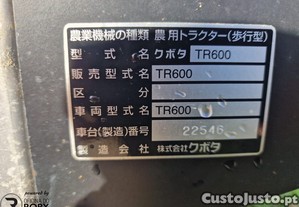 農業機械の種類 農用トラクター(歩行型)
型式名 クボタ TR600
販売型式名 TR600
区分
車両型式名 TR600
車台(製造)番号 22546
製造会社 株式会社クボタ
powered by
CustoJusto.pt